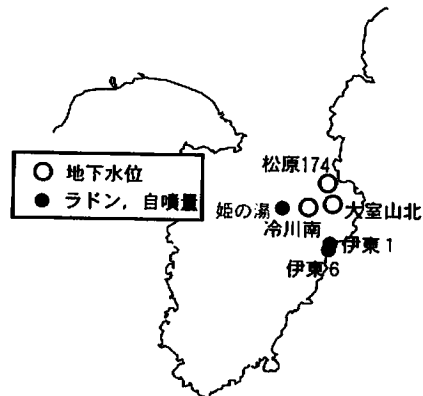 松原174
地下水位
ラドン，自噴量
姫の湯
大室山北
冷川南
伊東1
伊東6